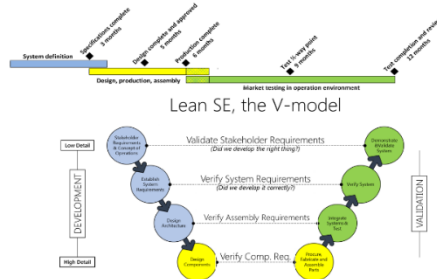 Specifications complete
3 months
Design complete and approved
5 months
Production complete
6 months
Test ½-way point
9 months
Test completion and review
12 months
System definition
Design, production, assembly
Market testing in operation environment
Lean SE, the V-model
Low Detail
High Detail
DEVELOPMENT
VALIDATION
Stakeholder
Requirements
& Concept of
Operations
Validate Stakeholder Requirements
(Did we develop the right thing?)
Demonstrate
&Validate
System
Establish
System
Requirements
Verify System Requirements
(Did we develop it correctly?)
Verify System
Design
Architecture
Verify Assembly Requirements
Integrate
Systems &
Test
Design
Components
Verify Comp. Req.
Procure
Fabricate and
Assemble
Parts